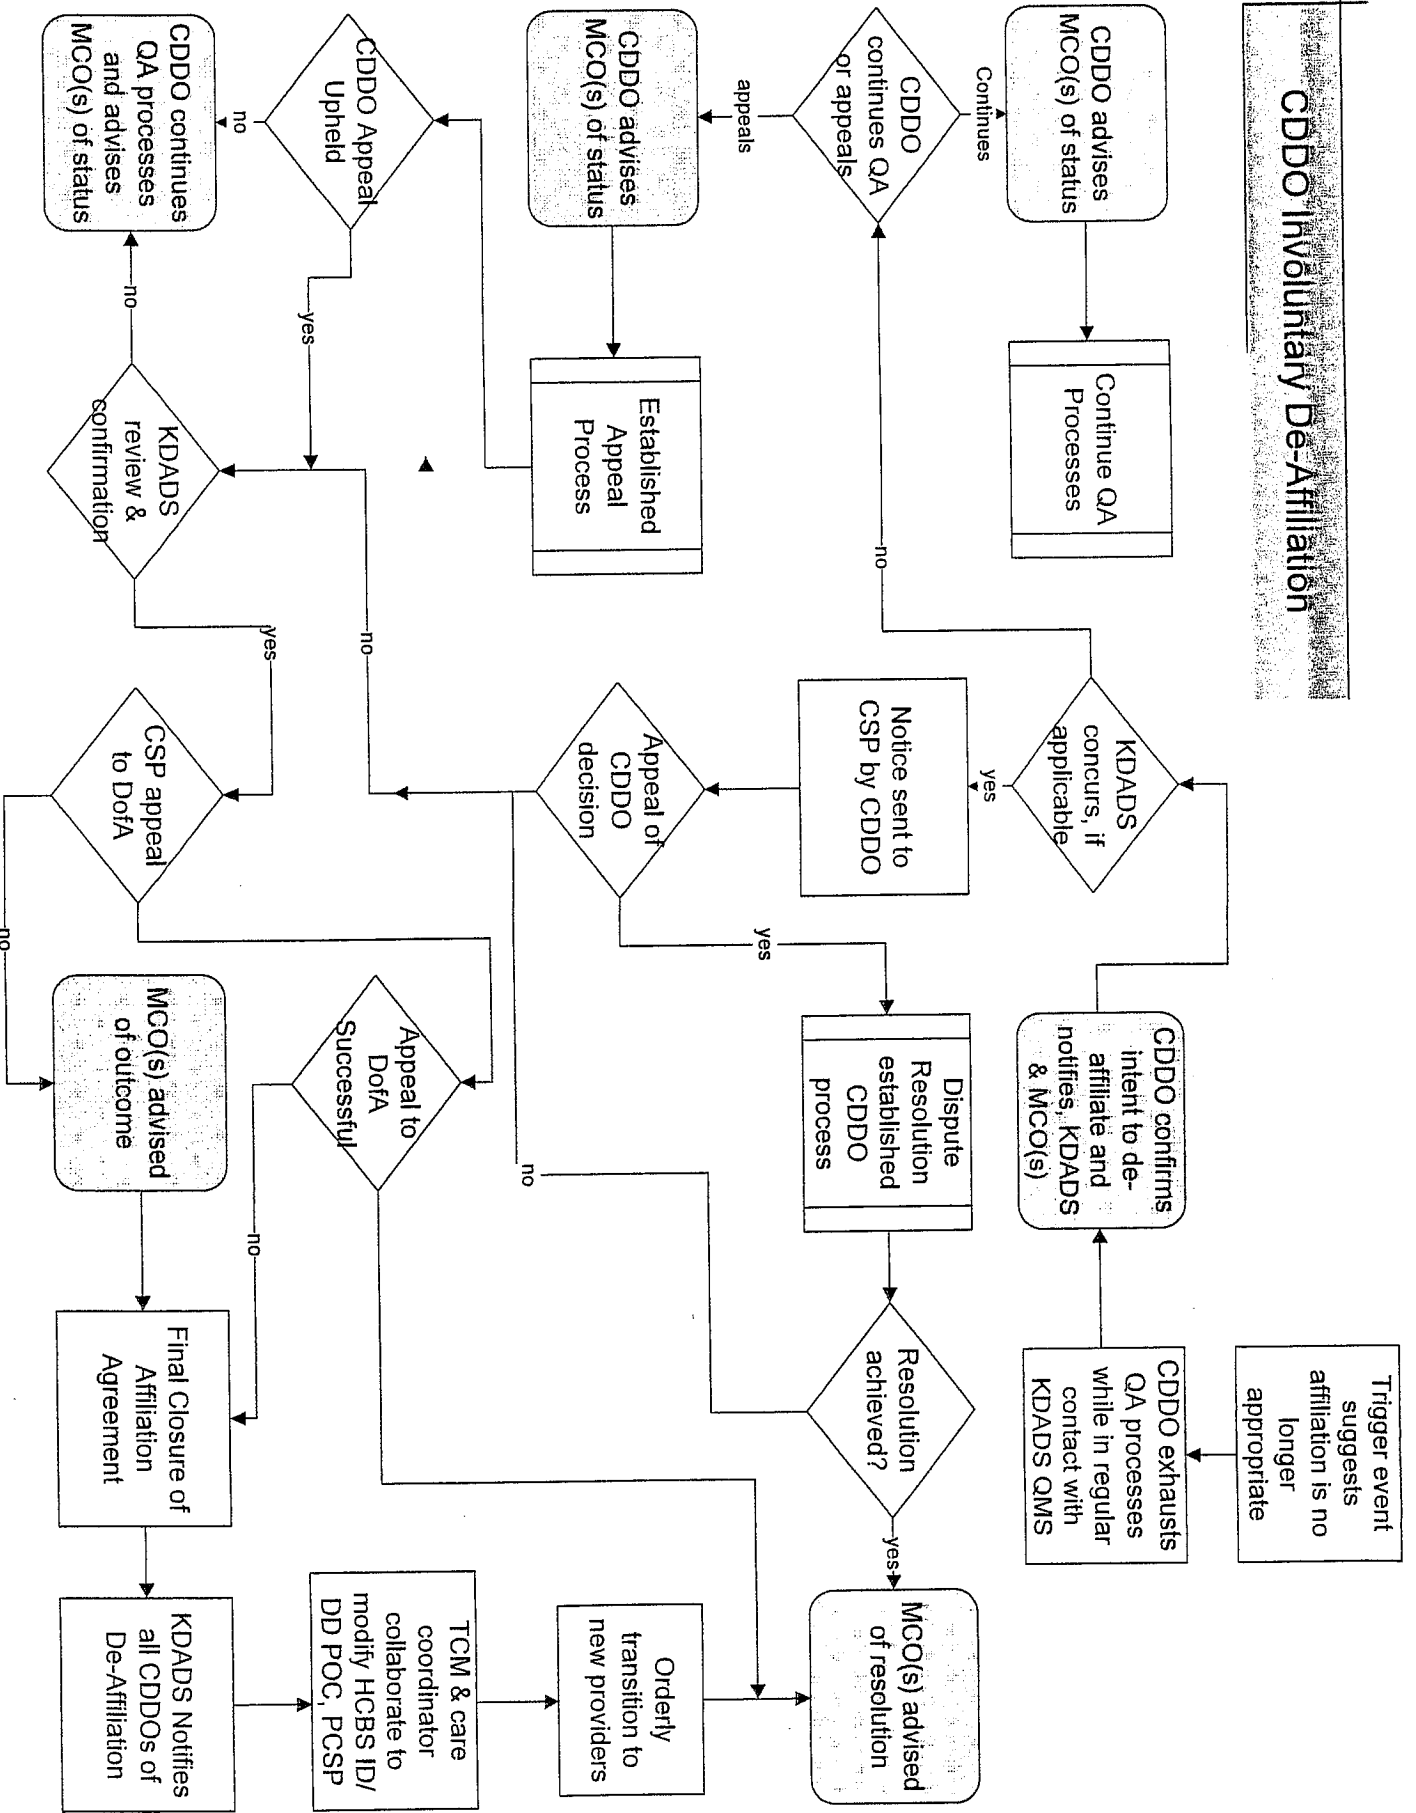 CDDO Involuntary De-Affiliation
Trigger event
suggests
affiliation is no
longer
appropriate
CDDO exhausts
QA processes
while in regular
contact with
KDADS QMS
CDDO confirms
intent to de-
affiliate and
notifies, KDADS
& MCO(s)
KDADS
concurs, if
applicable
no
yes
CDDO
continues QA
or appeals
Continues
CDDO advises
MCO(s) of status
Continue QA
Processes
appeals
CDDO advises
MCO(s) of status
Established
Appeal
Process
Notice sent to
CSP by CDDO
Appeal of
CDDO
decision
yes
Dispute
Resolution
established
CDDO
process
Resolution
achieved?
yes
MCO(s) advised
of resolution
no
no
CDDO Appeal
Upheld
no
yes
CDDO continues
QA processes
and advises
MCO(s) of status
no
KDADS
review &
confirmation
yes
CSP appeal
to DofA
no
Appeal to
DofA
Successful
no
MCO(s) advised
of outcome
Final Closure of
Affiliation
Agreement
KDADS Notifies
all CDDOs of
De-Affiliation
TCM & care
coordinator
collaborate to
modify HCBS ID/
DD POC, PCSP
Orderly
transition to
new providers